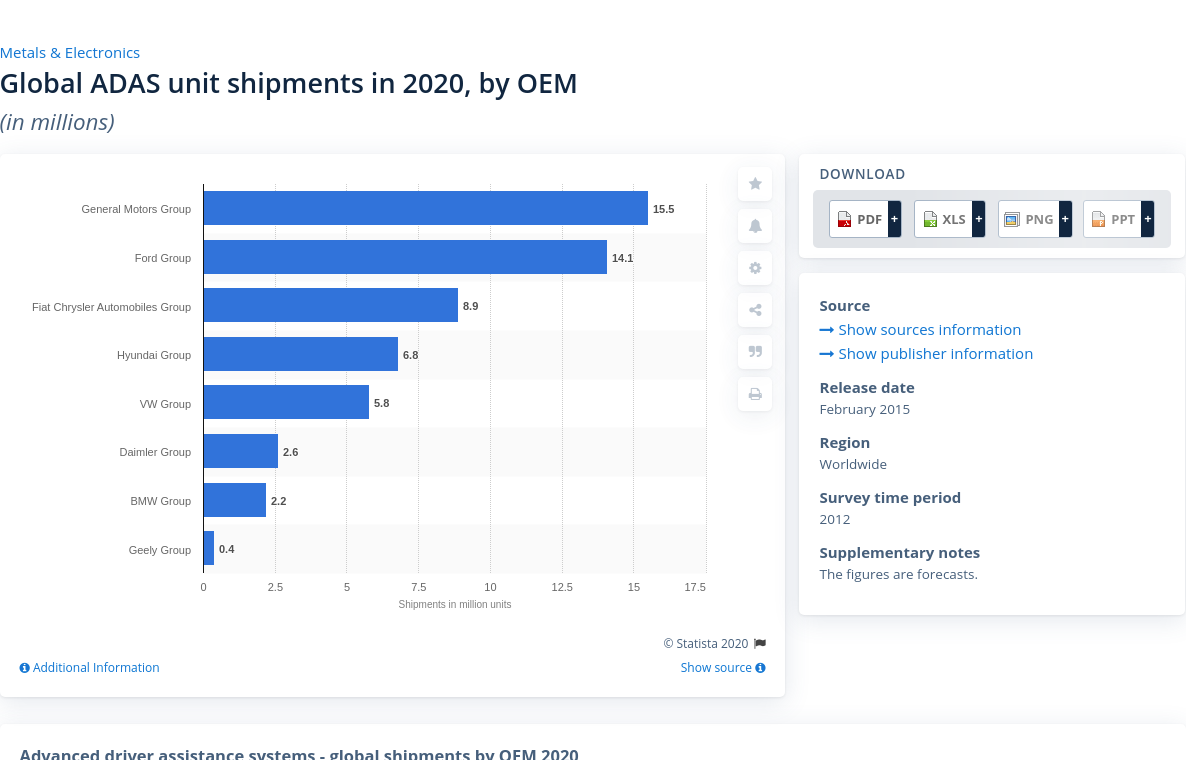 Metals & Electronics
Global ADAS unit shipments in 2020, by OEM
(in millions)
General Motors Group 15.5
Ford Group 14.1
Fiat Chrysler Automobiles Group 8.9
Hyundai Group 6.8
VW Group 5.8
Daimler Group 2.6
BMW Group 2.2
Geely Group 0.4
0 2.5 5 7.5 10 12.5 15 17.5
Shipments in million units
© Statista 2020
Additional Information
Show source
DOWNLOAD
PDF + XLS + PNG + PPT +
Source
Show sources information
Show publisher information
Release date
February 2015
Region
Worldwide
Survey time period
2012
Supplementary notes
The figures are forecasts.
Advanced driver assistance systems - global shipments by OEM 2020